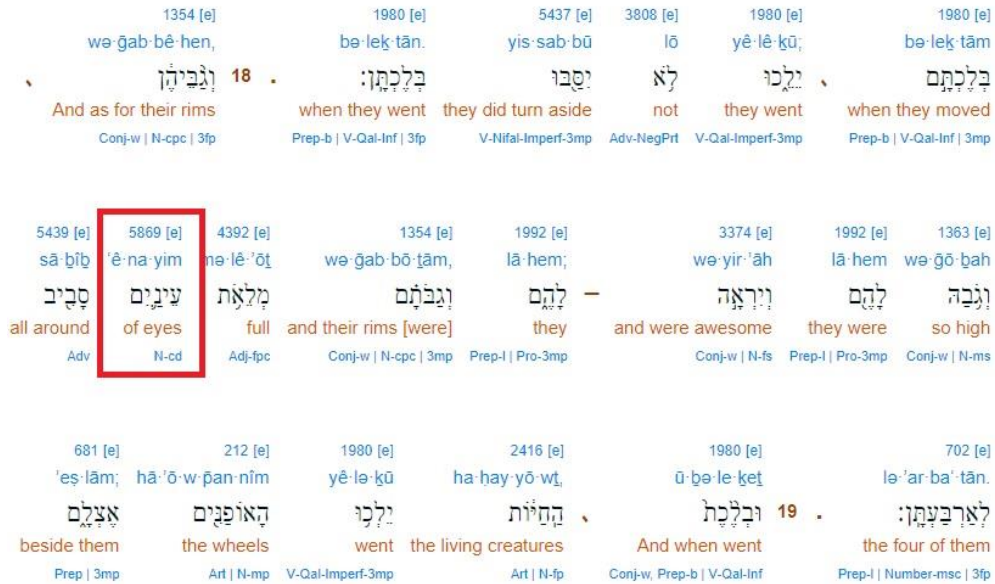 1354 [e] 1980 [e] 5437 [e] 3808 [e] 1980 [e] 1980 [e]
wə·ḡab·bê·hen, bə·leḵ·tān. yis·sab·bū lō yê·lê·ḵū; bə·leḵ·tām
בְּלֶכְתָּ֣ם 、 יֵלֵ֑כוּ לֹ֥א יִסַּ֖בּוּ בְּלֶכְתָּֽן׃ . 18 וְגַ֨בֵּיהֶ֔ן 、
And as for their rims when they went they did turn aside not they went when they moved
Conj-w | N-cpc | 3fp Prep-b | V-Qal-Inf | 3fp V-Nifal-Imperf-3mp Adv-NegPrt V-Qal-Imperf-3mp Prep-b | V-Qal-Inf | 3mp
5439 [e] 5869 [e] 4392 [e] 1354 [e] 1992 [e] 3374 [e] 1992 [e] 1363 [e]
sā·ḇîḇ ‘ê·na·yim mə·lê·’ōṯ wə·ḡab·bō·ṯām, lā·hem; wə·yir·’āh lā·hem wə·ḡō·ḇah
וְגֹ֥בַהּ לָהֶ֖ם וְיִרְאָ֣ה – לָהֶ֑ם וְגַבֹּתָ֗ם מְלֵאֹ֥ת עֵינַ֛יִם סָבִ֖יב
all around of eyes full and their rims [were] they and were awesome they were so high
Adv N-cd Adj-fpc Conj-w | N-cpc | 3mp Prep-l | Pro-3mp Conj-w | N-fs Prep-l | Pro-3mp Conj-w | N-ms
681 [e] 212 [e] 1980 [e] 2416 [e] 1980 [e] 702 [e]
’eṣ·lām; hā·’ō·w·p̄an·nîm yê·lə·ḵū ha·ḥay·yō·wṯ, ū·ḇə·le·ḵeṯ lə·’ar·ba‘·tān.
לְאַרְבַּעְתָּֽן׃ . 19 וּבְלֶ֙כֶת֙ 、 הַֽחַיּ֔וֹת יֵלְכ֥וּ הָאוֹפַנִּ֖ים אֶצְלָ֑ם
beside them the wheels went the living creatures And when went the four of them
Prep | 3mp Art | N-mp V-Qal-Imperf-3mp Art | N-fp Conj-w, Prep-b | V-Qal-Inf Prep-l | Number-msc | 3fp